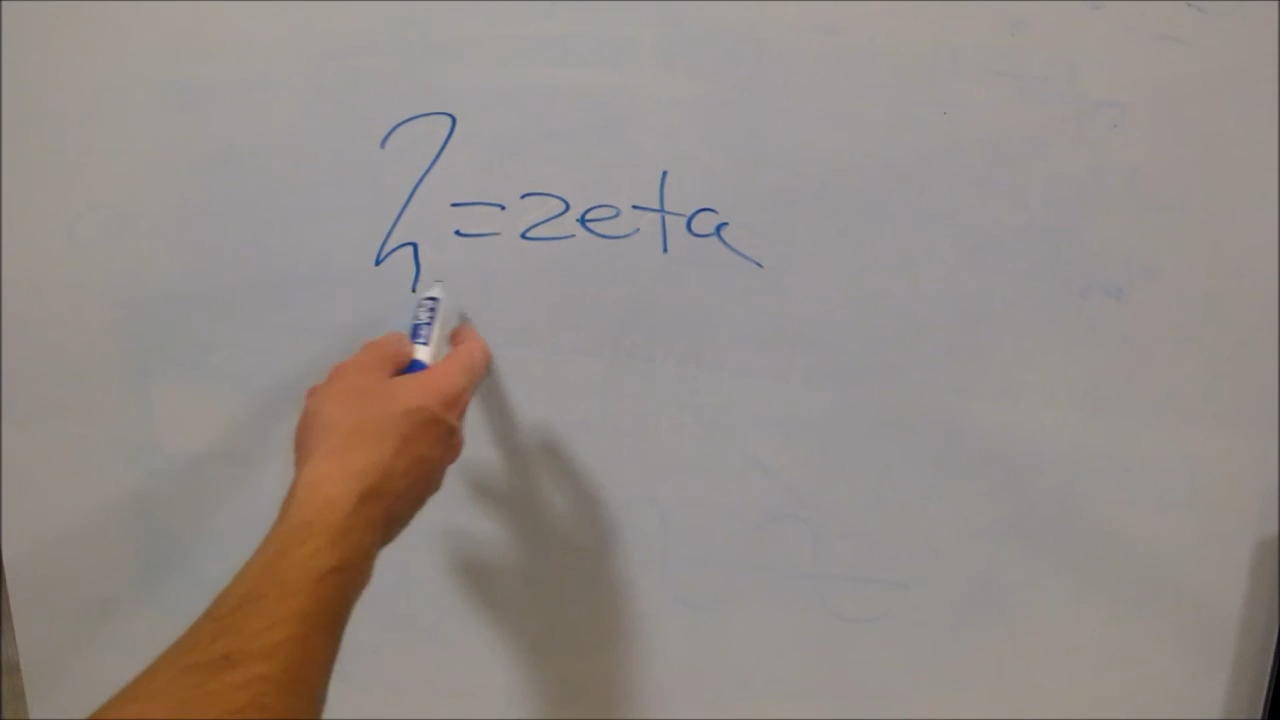 ζ = zeta